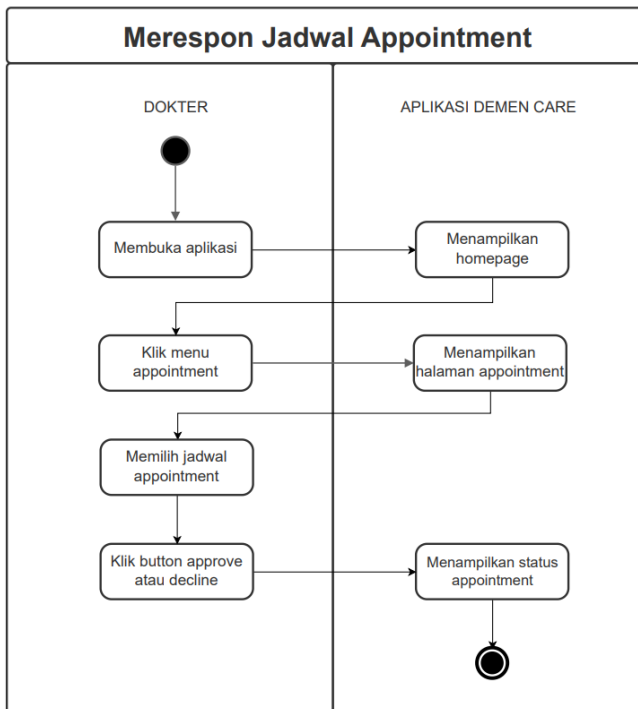 Merespon Jadwal Appointment
DOKTER
APLIKASI DEMEN CARE
Membuka aplikasi
Menampilkan
homepage
Klik menu
appointment
Menampilkan
halaman appointment
Memilih jadwal
appointment
Klik button approve
atau decline
Menampilkan status
appointment